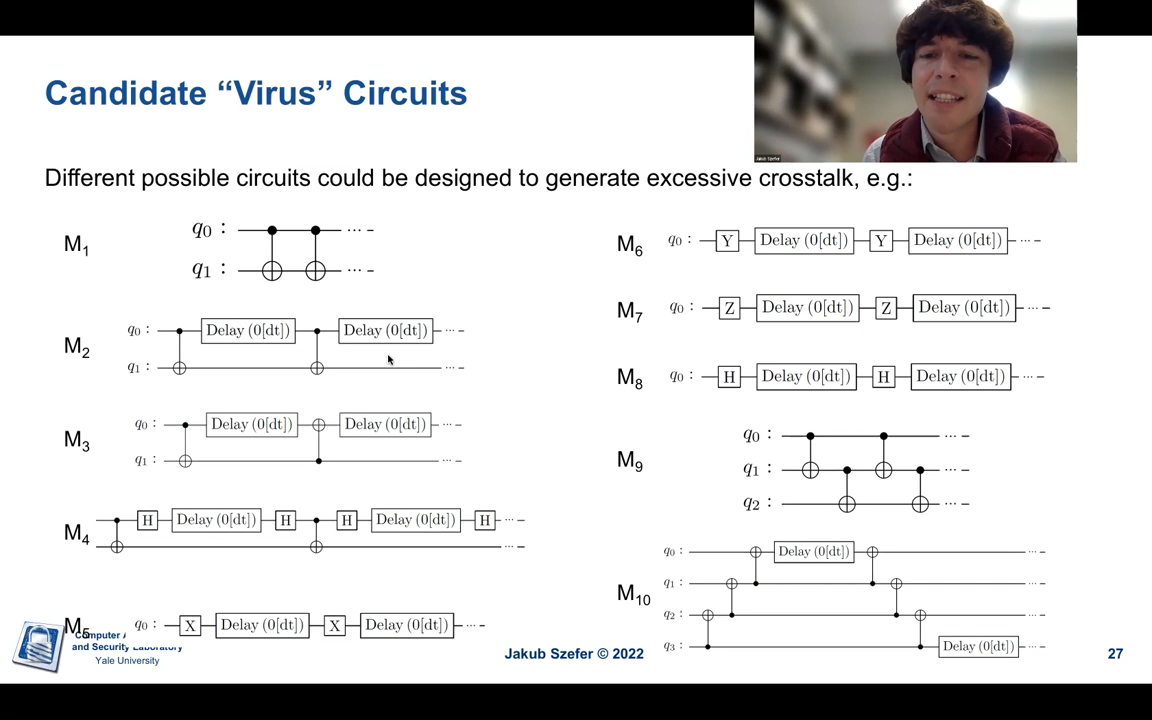 Candidate “Virus” Circuits
Jakub Szefer
Different possible circuits could be designed to generate excessive crosstalk, e.g.:
M1
q0 :
q1 :
··· –
··· –
M2
q0 :
Delay (0[dt])
Delay (0[dt])
··· –
q1 :
··· –
M3
q0 :
Delay (0[dt])
Delay (0[dt])
··· –
q1 :
··· –
M4
H
Delay (0[dt])
H
H
Delay (0[dt])
H
··· –
··· –
M5
q0 :
X
Delay (0[dt])
X
Delay (0[dt])
··· –
M6
q0 :
Y
Delay (0[dt])
Y
Delay (0[dt])
··· –
M7
q0 :
Z
Delay (0[dt])
Z
Delay (0[dt])
··· –
M8
q0 :
H
Delay (0[dt])
H
Delay (0[dt])
··· –
M9
q0 :
q1 :
q2 :
··· –
··· –
··· –
M10
q0 :
Delay (0[dt])
··· –
q1 :
··· –
q2 :
··· –
q3 :
Delay (0[dt])
··· –
Computer A
and Security Laboratory
Yale University
Jakub Szefer © 2022
27